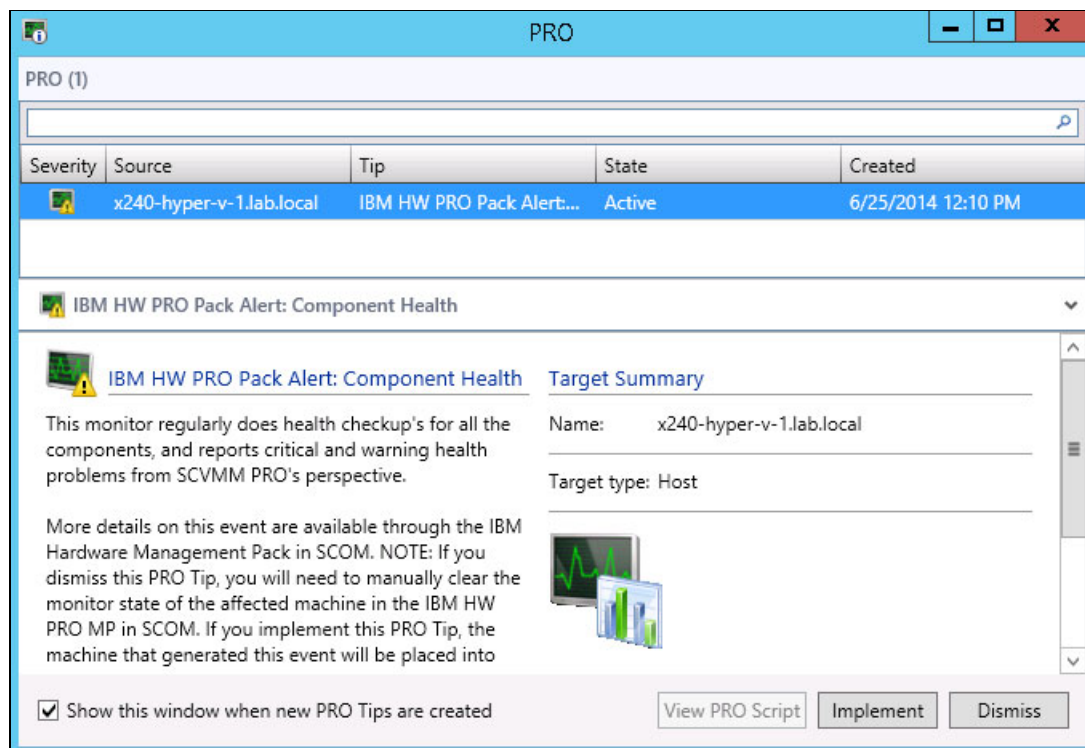 PRO
PRO (1)
Severity Source Tip State Created
x240-hyper-v-1.lab.local IBM HW PRO Pack Alert:... Active 6/25/2014 12:10 PM
IBM HW PRO Pack Alert: Component Health
IBM HW PRO Pack Alert: Component Health
This monitor regularly does health checkup's for all the
components, and reports critical and warning health
problems from SCVMM PRO's perspective.
More details on this event are available through the IBM
Hardware Management Pack in SCOM. NOTE: If you
dismiss this PRO Tip, you will need to manually clear the
monitor state of the affected machine in the IBM HW
PRO MP in SCOM. If you implement this PRO Tip, the
machine that generated this event will be placed into
Target Summary
Name: x240-hyper-v-1.lab.local
Target type: Host
Show this window when new PRO Tips are created
View PRO Script
Implement
Dismiss